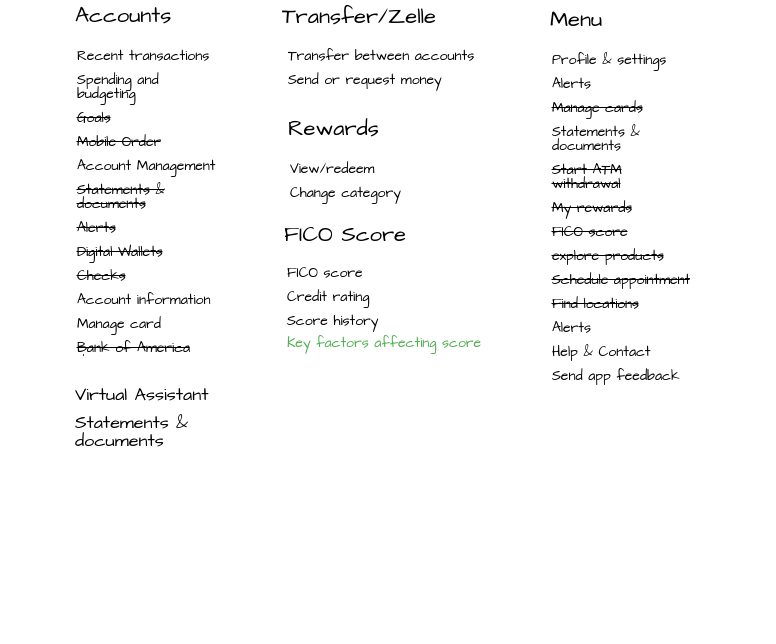 Accounts
Recent transactions
Spending and
budgeting
Goals
Mobile Order
Account Management
Statements &
documents
Alerts
Digital Wallets
Checks
Account information
Manage card
Bank of America
Virtual Assistant
Statements &
documents
Transfer/Zelle
Transfer between accounts
Send or request money
Rewards
View/redeem
Change category
FICO Score
FICO score
Credit rating
Score history
Key factors affecting score
Menu
Profile & settings
Alerts
Manage cards
Statements &
documents
Start ATM
withdrawal
My rewards
FICO score
explore products
Schedule appointment
Find locations
Alerts
Help & Contact
Send app feedback